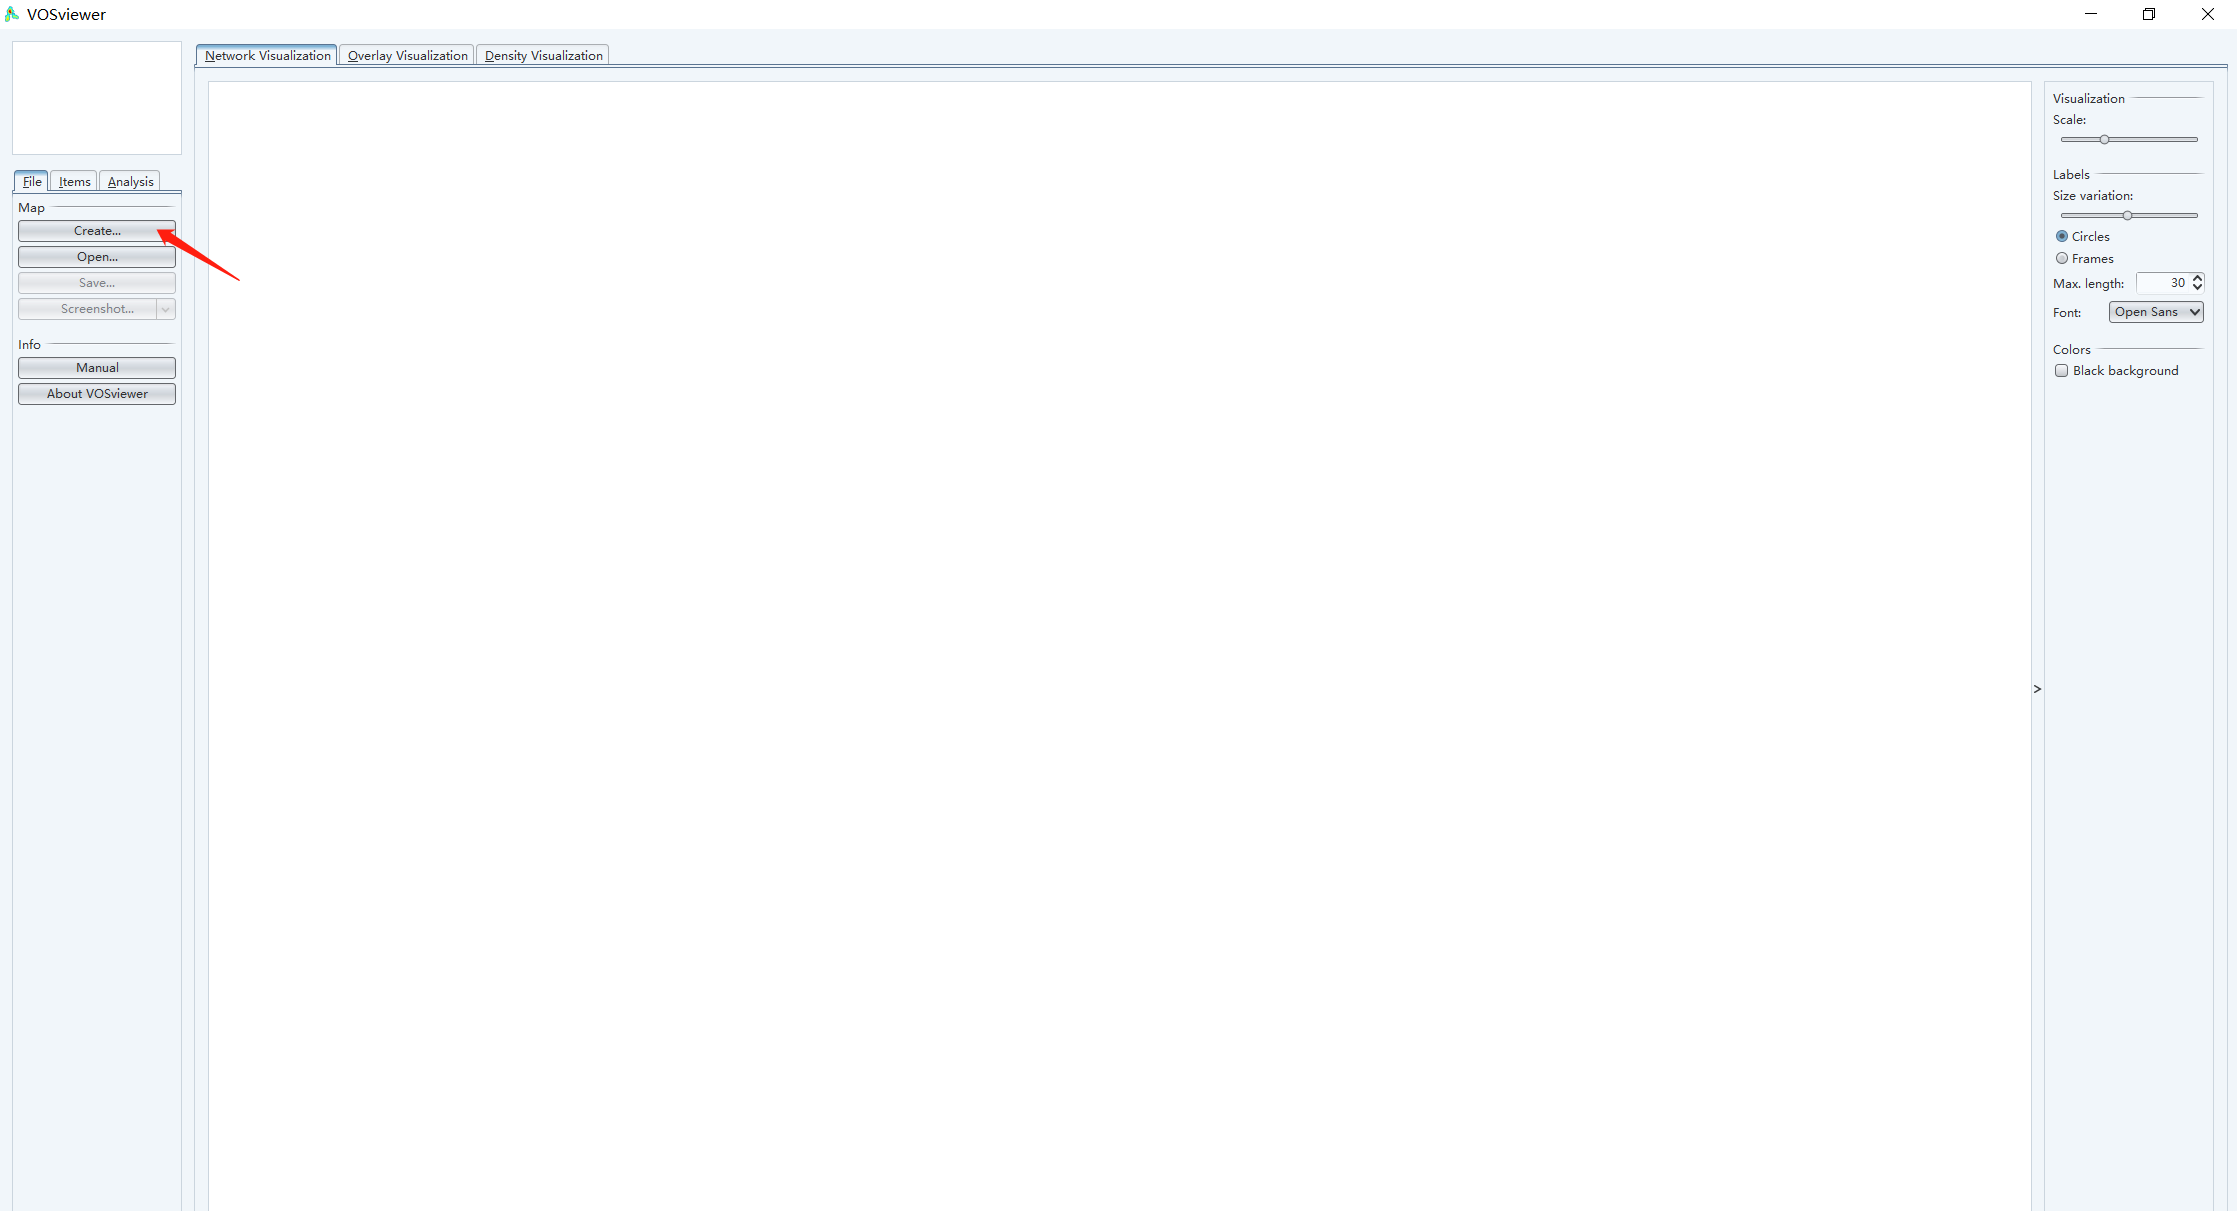 VOSviewer
Network Visualization
Overlay Visualization
Density Visualization
File
Items
Analysis
Map
Create...
Open...
Save...
Screenshot...
Info
Manual
About VOSviewer
>
Visualization
Scale:
Labels
Size variation:
Circles
Frames
Max. length: 30
Font: Open Sans
Colors
Black background